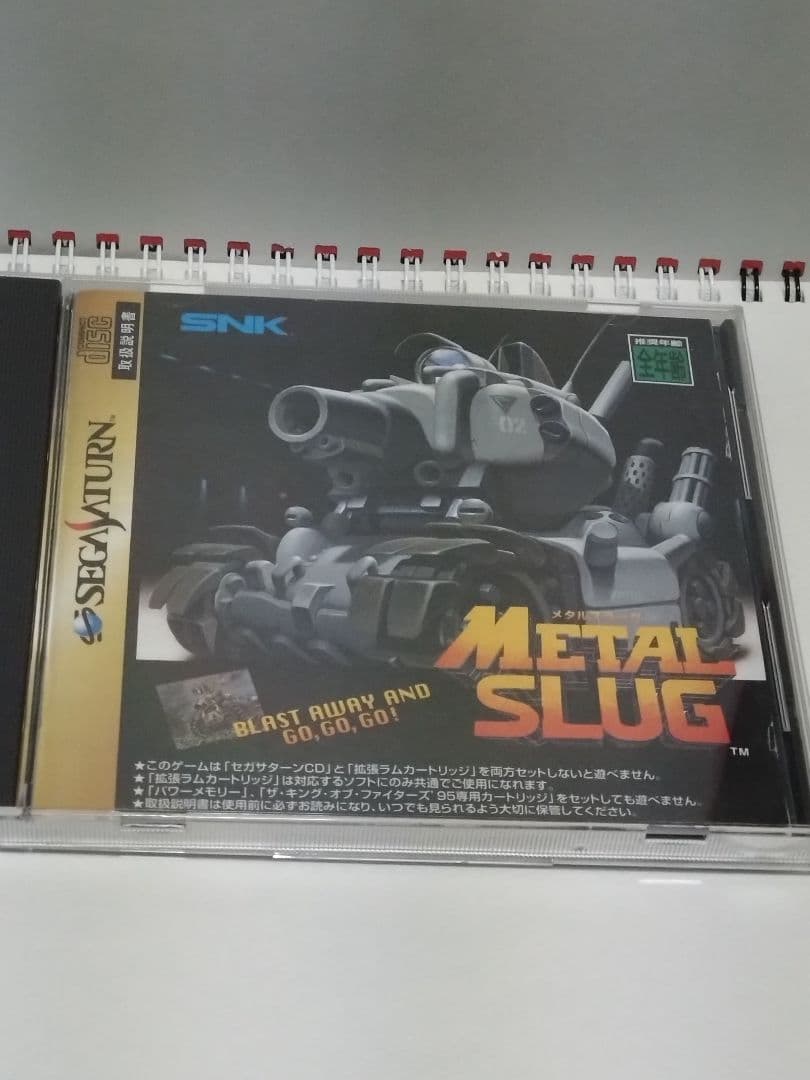 COMPACT
disc
取扱説明書
SNK
推奨年齢
全年齢
02
SEGA SATURN™
メタルスラッグ
METAL
SLUG
TM
BLAST AWAY AND
GO, GO, GO!
★このゲームは「セガサターンCD」と「拡張ラムカートリッジ」を両方セットしないと遊べません。
★「拡張ラムカートリッジ」は対応するソフトにのみ共通でご使用になれます。
★「パワーメモリー」、「ザ・キング・オブ・ファイターズ'95専用カートリッジ」をセットしても遊べません。
★取扱説明書は使用前に必ずお読みになり、いつでも見られるよう大切に保管してください。